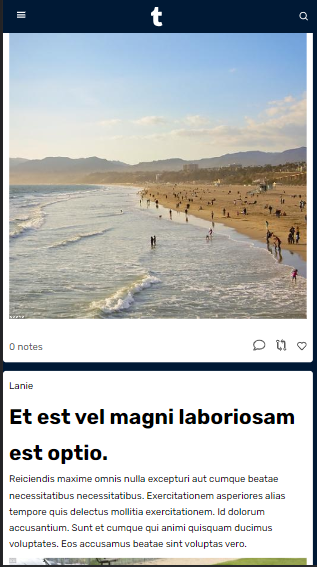 t
0 notes
Lanie
Et est vel magni laboriosam
est optio.
Reiciendis maxime omnis nulla excepturi aut cumque beatae
necessitatibus necessitatibus. Exercitationem asperiores alias
tempore quis delectus mollitia exercitationem. Id dolorum
accusantium. Sunt et cumque qui animi quisquam ducimus
voluptates. Eos accusamus beatae sint voluptas vero.